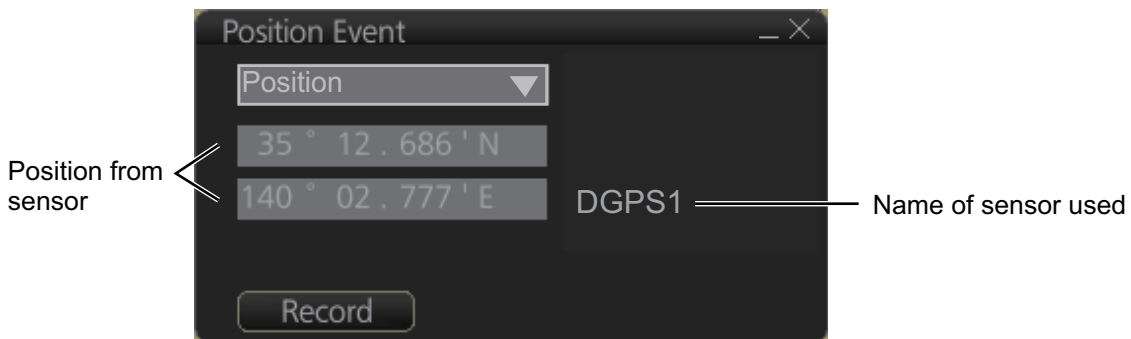 Position Event
Position
35 ° 12 . 686 ' N
140 ° 02 . 777 ' E
Position from
sensor
DGPS1
Name of sensor used
Record